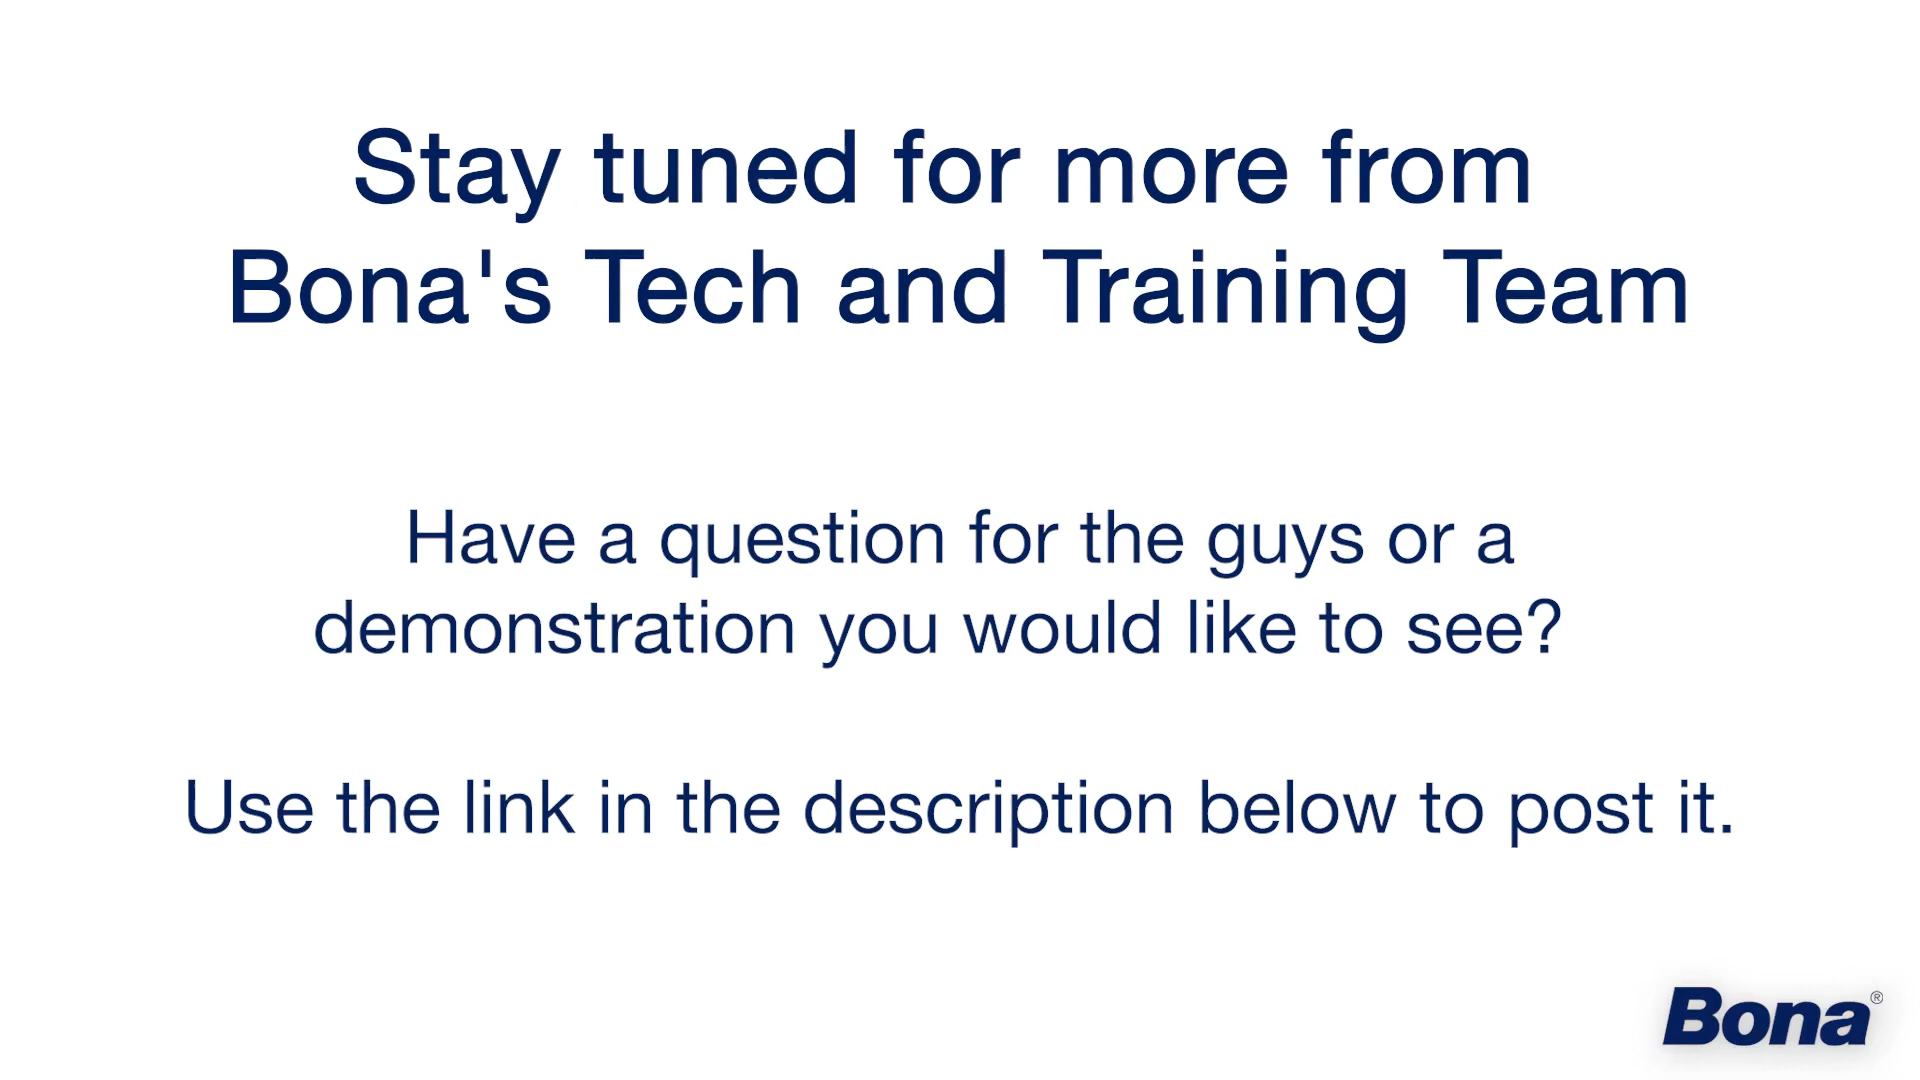 Stay tuned for more from
Bona's Tech and Training Team
Have a question for the guys or a
demonstration you would like to see?
Use the link in the description below to post it.
Bona®